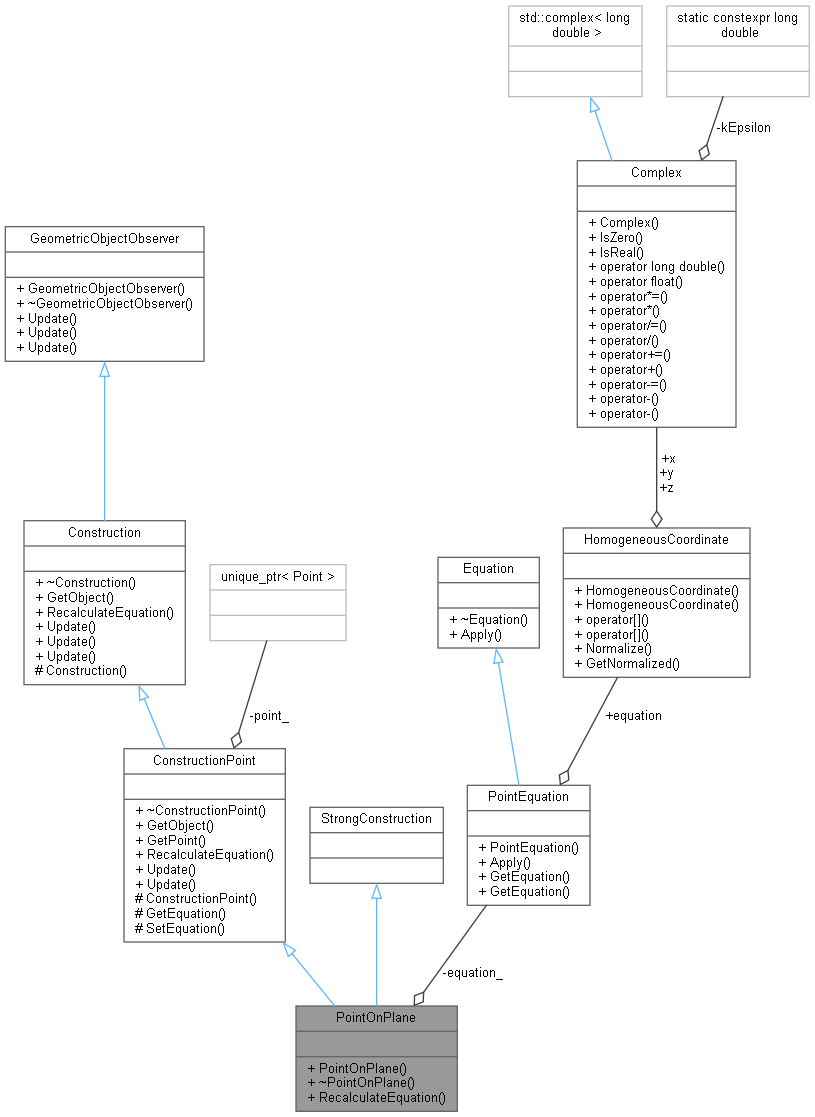 std::complex< long
double >
static constexpr long
double
-kEpsilon
Complex
+ Complex()
+ IsZero()
+ IsReal()
+ operator long double()
+ operator float()
+ operator*=()
+ operator*()
+ operator/=()
+ operator/()
+ operator+=()
+ operator+()
+ operator-=()
+ operator-()
+ operator-()
GeometricObjectObserver
+ GeometricObjectObserver()
+ ~GeometricObjectObserver()
+ Update()
+ Update()
+ Update()
+x
+y
+z
Construction
+ ~Construction()
+ GetObject()
+ RecalculateEquation()
+ Update()
+ Update()
+ Update()
# Construction()
unique_ptr< Point >
Equation
+ ~Equation()
+ Apply()
HomogeneousCoordinate
+ HomogeneousCoordinate()
+ HomogeneousCoordinate()
+ operator[]()
+ operator[]()
+ Normalize()
+ GetNormalized()
-point_
+equation
ConstructionPoint
+ ~ConstructionPoint()
+ GetObject()
+ GetPoint()
+ RecalculateEquation()
+ Update()
+ Update()
# ConstructionPoint()
# GetEquation()
# SetEquation()
StrongConstruction
PointEquation
+ PointEquation()
+ Apply()
+ GetEquation()
+ GetEquation()
-equation_
PointOnPlane
+ PointOnPlane()
+ ~PointOnPlane()
+ RecalculateEquation()